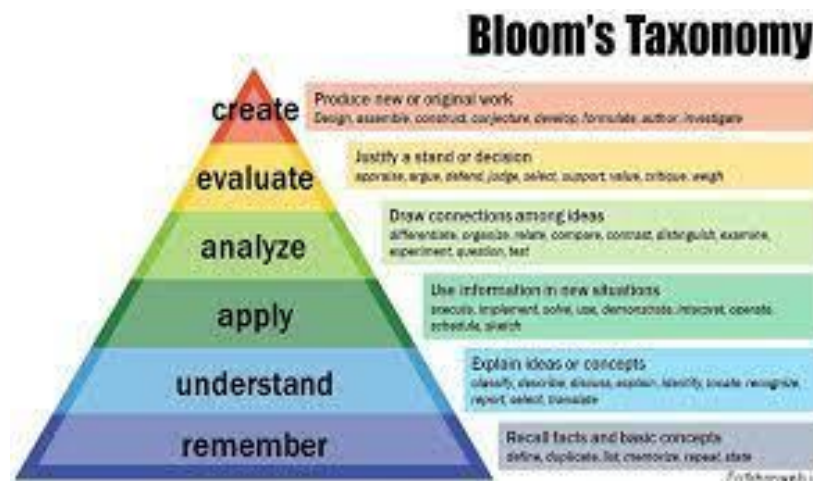 Bloom's Taxonomy
create
Produce new or original work
Design, assemble, construct, conjecture, develop, formulate, author, investigate
evaluate
Justify a stand or decision
appraise, argue, defend, judge, select, support, value, critique, weigh
analyze
Draw connections among ideas
differentiate, organize, relate, compare, contrast, distinguish, examine,
experiment, question, test
apply
Use information in new situations
execute, implement, solve, use, demonstrate, interpret, operate,
schedule, sketch
understand
Explain ideas or concepts
classify, describe, discuss, explain, identify, locate, recognize,
report, select, translate
remember
Recall facts and basic concepts
define, duplicate, list, memorize, repeat, state